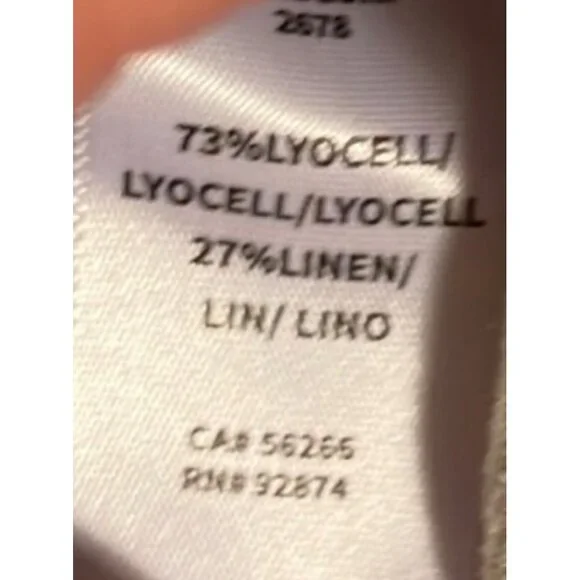 2678
73%LYOCELL/
LYOCELL/LYOCELL
27%LINEN/
LIN/ LINO
CA# 56266
RN# 92874